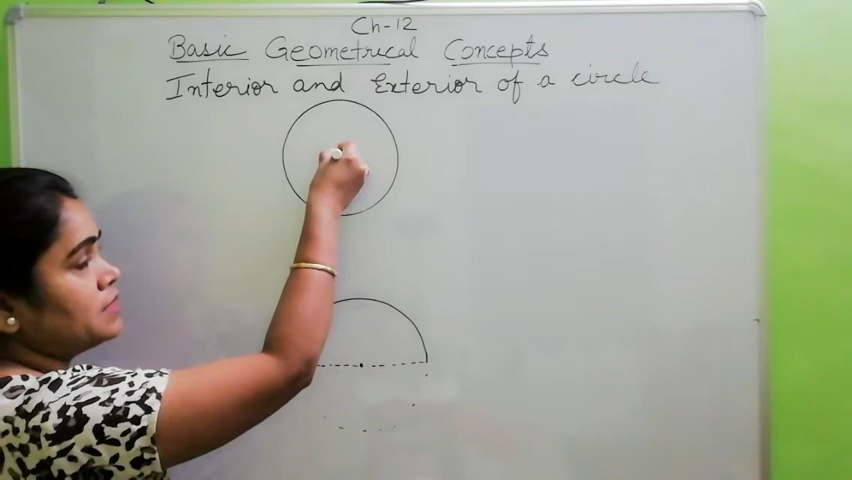 Ch-12
Basic Geometrical Concepts
Interior and Exterior of a circle